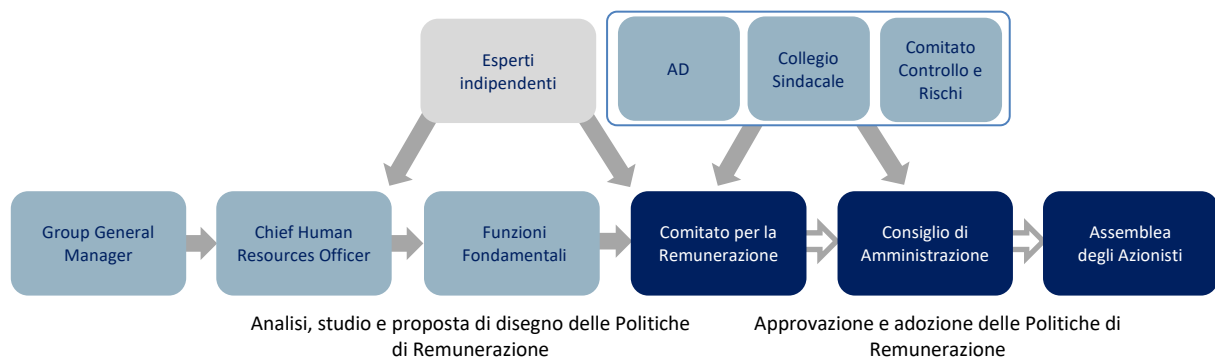 Esperti
indipendenti
AD
Collegio
Sindacale
Comitato
Controllo e
Rischi
Group General
Manager
Chief Human
Resources Officer
Funzioni
Fondamentali
Comitato per la
Remunerazione
Consiglio di
Amministrazione
Assemblea
degli Azionisti
Analisi, studio e proposta di disegno delle Politiche
di Remunerazione
Approvazione e adozione delle Politiche di
Remunerazione